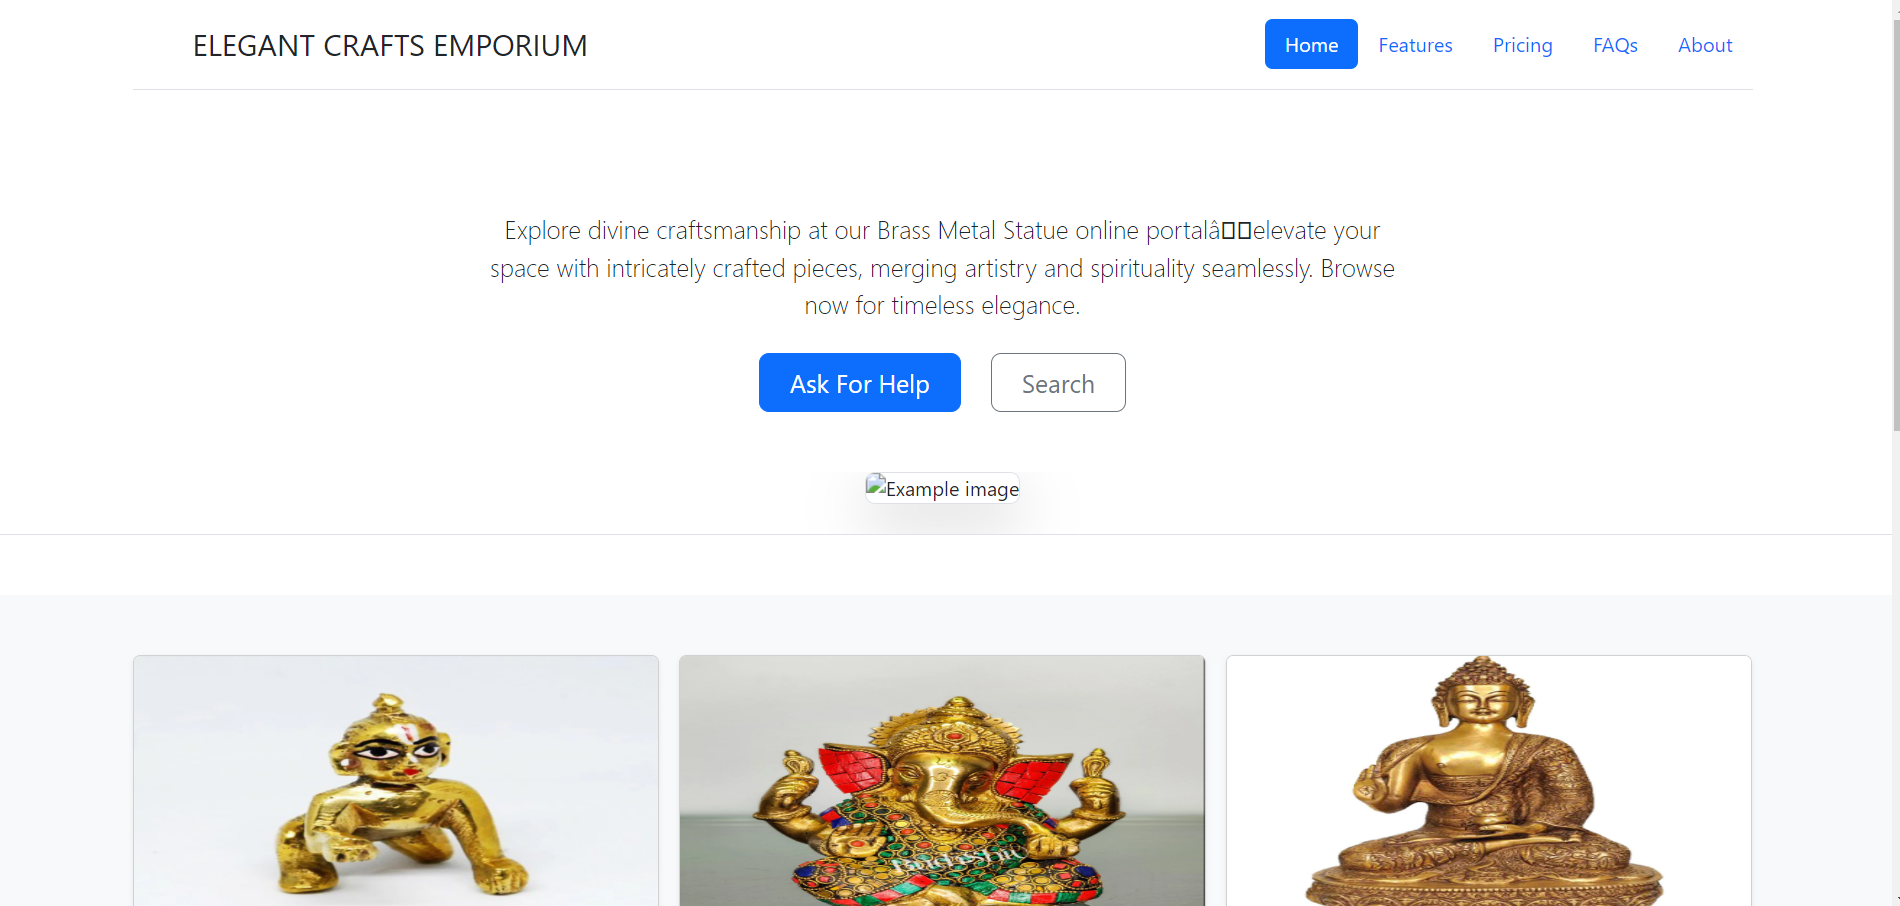 ELEGANT CRAFTS EMPORIUM
Home Features Pricing FAQs About
Explore divine craftsmanship at our Brass Metal Statue online portalâ▯▯elevate your
space with intricately crafted pieces, merging artistry and spirituality seamlessly. Browse
now for timeless elegance.
Ask For Help Search
Example image